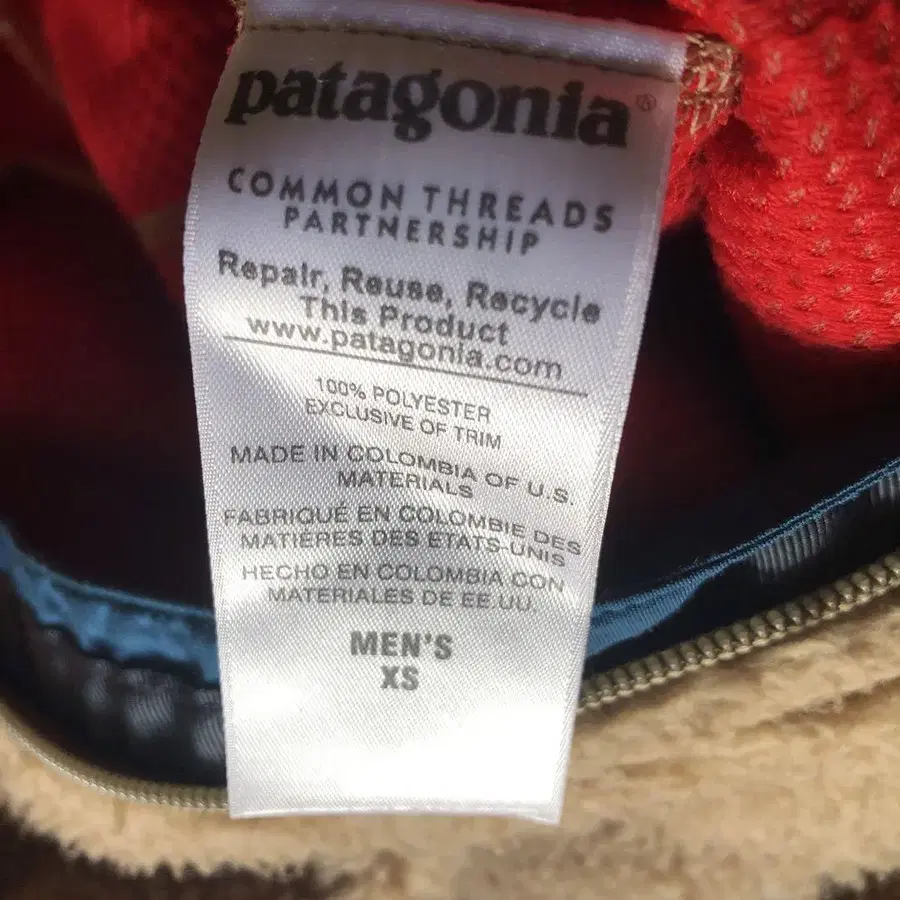 patagonia®
COMMON THREADS
PARTNERSHIP
Repair, Reuse, Recycle
This Product
www.patagonia.com
100% POLYESTER
EXCLUSIVE OF TRIM
MADE IN COLOMBIA OF U.S.
MATERIALS
FABRIQUÉ EN COLOMBIE DES
MATIÈRES DES ETATS-UNIS
HECHO EN COLOMBIA CON
MATERIALES DE EE.UU.
MEN'S
XS